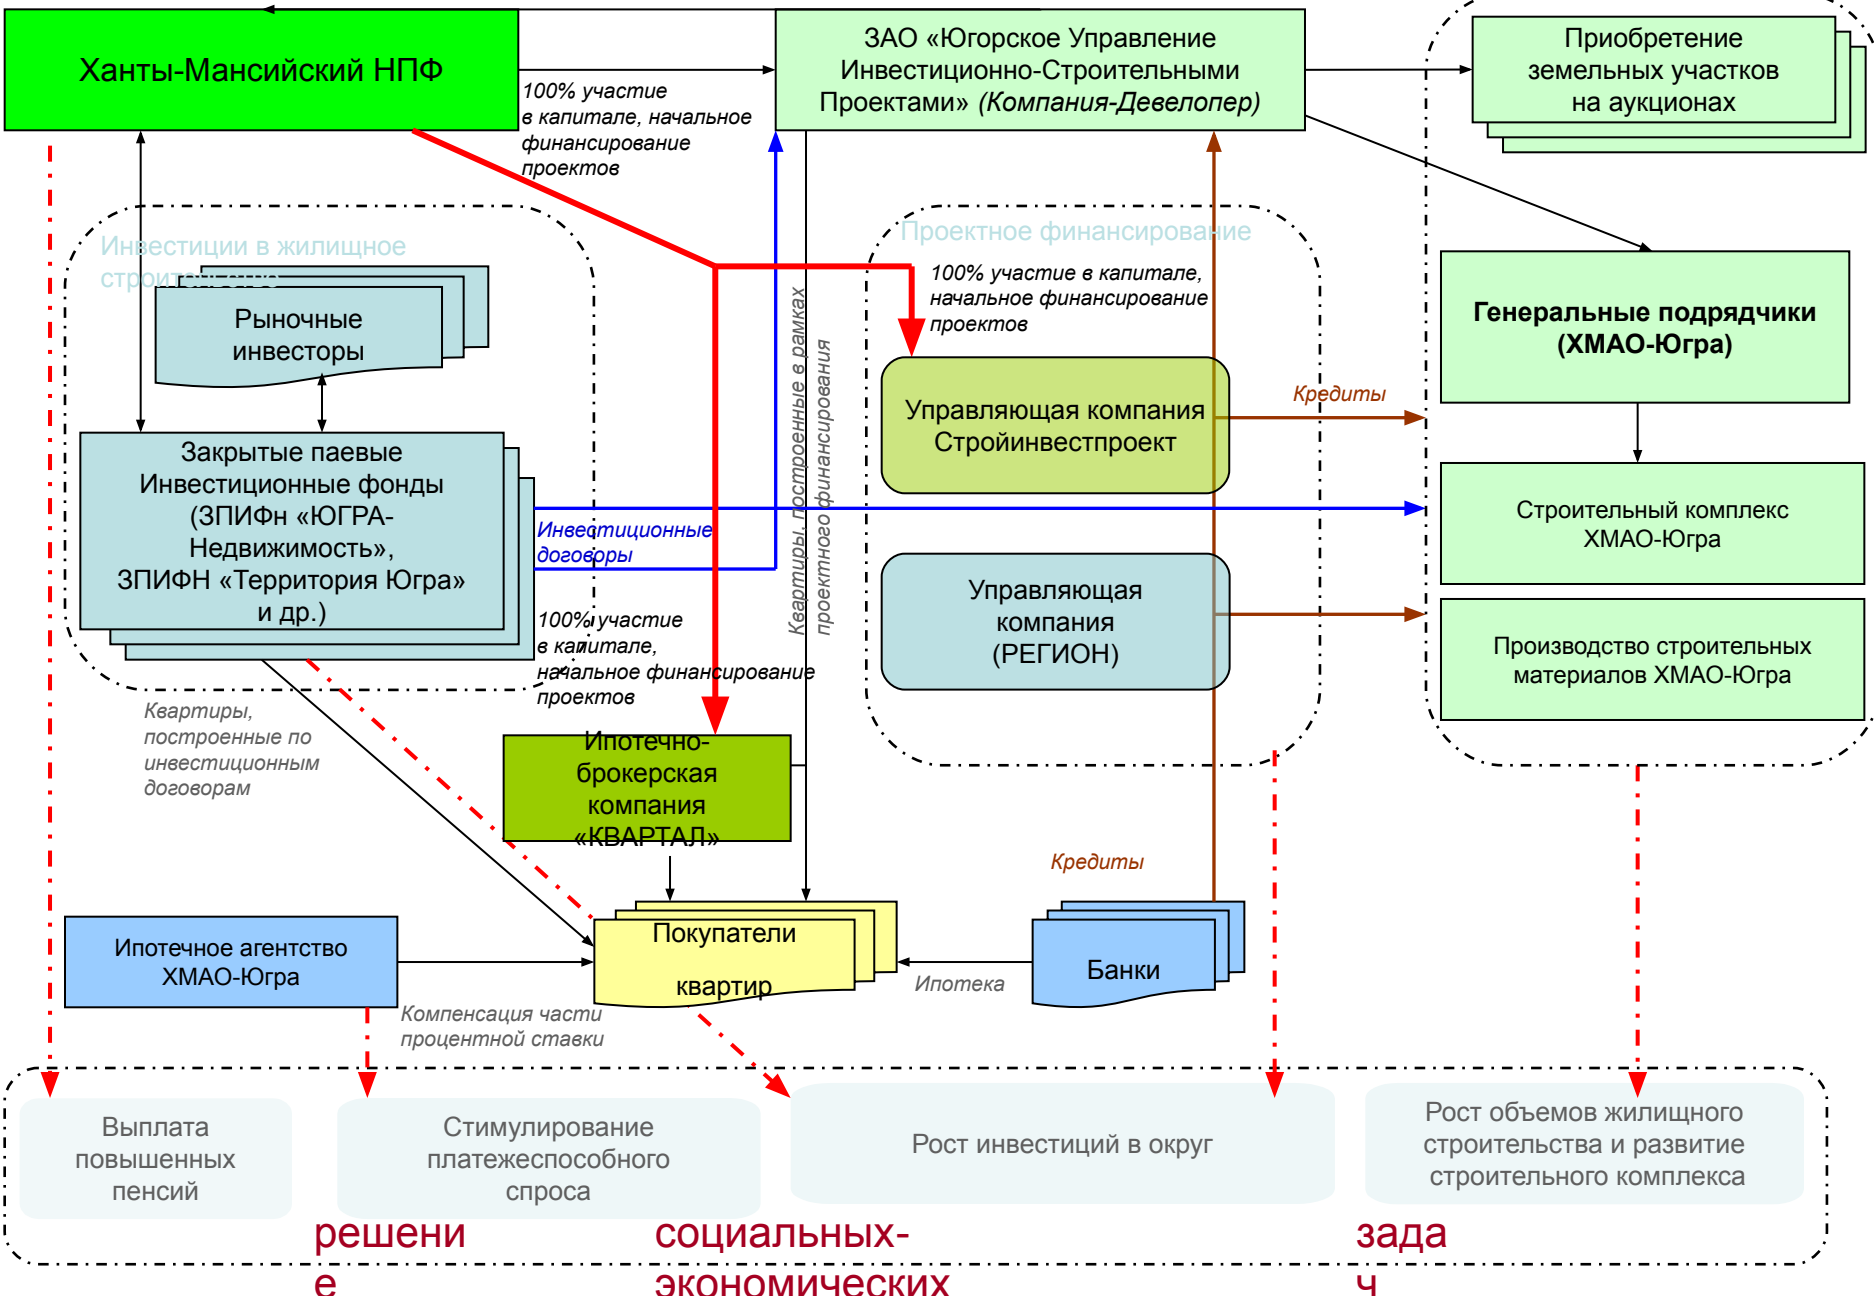 Ханты-Мансийский НПФ
100% участие
в капитале, начальное
финансирование
проектов
ЗАО «Югорское Управление
Инвестиционно-Строительными
Проектами» (Компания-Девелопер)
Приобретение
земельных участков
на аукционах
Инвестиции в жилищное
строительство
Рыночные
инвесторы
Закрытые паевые
Инвестиционные фонды
(ЗПИФн «ЮГРА-
Недвижимость»,
ЗПИФН «Территория Югра»
и др.)
Инвестиционные
договоры
100% участие
в капитале,
начальное финансирование
проектов
Квартиры, построенные в рамках
проектного финансирования
Проектное финансирование
100% участие в капитале,
начальное финансирование
проектов
Управляющая компания
Стройинвестпроект
Кредиты
Управляющая
компания
(РЕГИОН)
Генеральные подрядчики
(ХМАО-Югра)
Строительный комплекс
ХМАО-Югра
Производство строительных
материалов ХМАО-Югра
Квартиры,
построенные по
инвестиционным
договорам
Ипотечно-
брокерская
компания
«КВАРТАЛ»
Кредиты
Ипотечное агентство
ХМАО-Югра
Компенсация части
процентной ставки
Покупатели
квартир
Ипотека
Банки
Выплата
повышенных
пенсий
Стимулирование
платежеспособного
спроса
Рост инвестиций в округ
Рост объемов жилищного
строительства и развитие
строительного комплекса
решени
е
социальных-
экономических
зада
ч